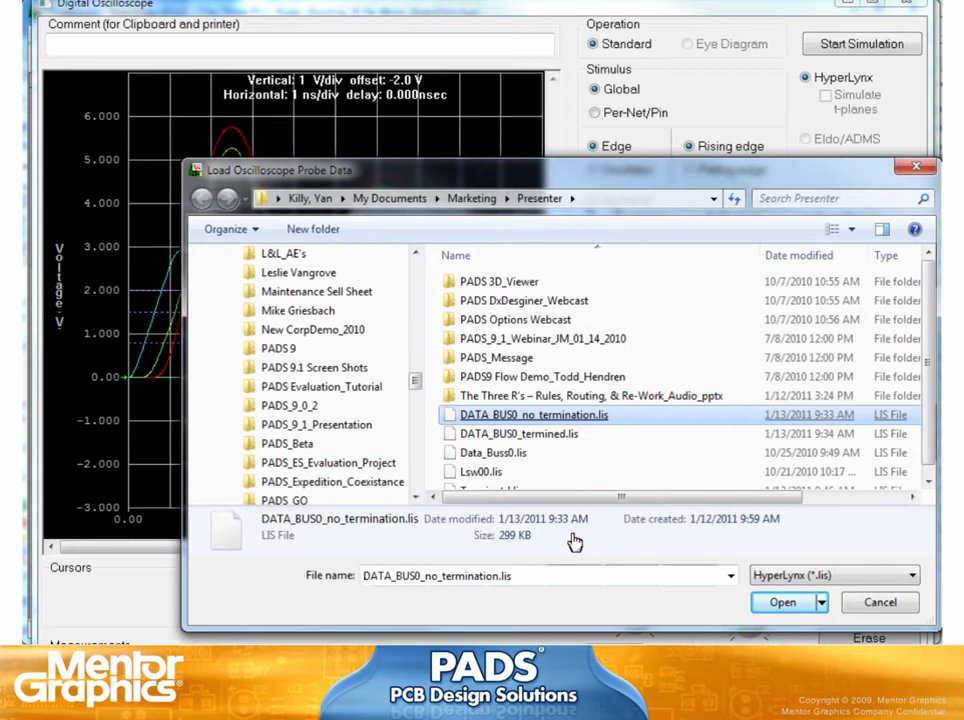 Digital Oscilloscope
Comment (for Clipboard and printer)
Operation
Standard
Eye Diagram
Start Simulation
Stimulus
Global
Per-Net/Pin
HyperLynx
Simulate
t-planes
Eldo/ADMS
Edge
Rising edge
Vertical: 1 V/div offset: -2.0 V
Horizontal: 1 ns/div delay: 0.000nsec
6.000
5.000
4.000
3.000
2.000
1.000
0.00
-1.000
-2.000
-3.000
0.00
Voltage -V-
Cursors
Load Oscilloscope Probe Data
Killy, Yan
My Documents
Marketing
Presenter
Search Presenter
Organize
New folder
L&L_AE's
Leslie Vangrove
Maintenance Sell Sheet
Mike Griesbach
New CorpDemo_2010
PADS 9
PADS 9.1 Screen Shots
PADS Evaluation_Tutorial
PADS_9_0_2
PADS_9_1_Presentation
PADS_Beta
PADS_ES_Evaluation_Project
PADS_Expedition_Coexistance
PADS_GO
Name Date modified Type
PADS 3D_Viewer 10/7/2010 10:55 AM File folder
PADS DxDesginer_Webcast 10/7/2010 10:55 AM File folder
PADS Options Webcast 10/7/2010 10:56 AM File folder
PADS_9.1_Webinar_JM_01_14_2010 7/8/2010 12:00 PM File folder
PADS_Message 7/8/2010 12:00 PM File folder
PADS9 Flow Demo_Todd_Hendren 7/8/2010 12:00 PM File folder
The Three R's – Rules, Routing, & Re-Work_Audio_pptx 1/12/2011 3:24 PM File folder
DATA_BUS0_no_termination.lis 1/13/2011 9:33 AM LIS File
DATA_BUS0_termined.lis 1/13/2011 9:34 AM LIS File
Data_Buss0.lis 10/25/2010 9:49 AM LIS File
Lsw00.lis 10/21/2010 10:17 ... LIS File
DATA_BUS0_no_termination.lis Date modified: 1/13/2011 9:33 AM Date created: 1/12/2011 9:59 AM
LIS File Size: 299 KB
File name: DATA_BUS0_no_termination.lis HyperLynx (*.lis)
Open Cancel
Measurements
Erase
Mentor
Graphics
PADS®
PCB Design Solutions
Copyright © 2009. Mentor Graphics
Mentor Graphics Company Confidential